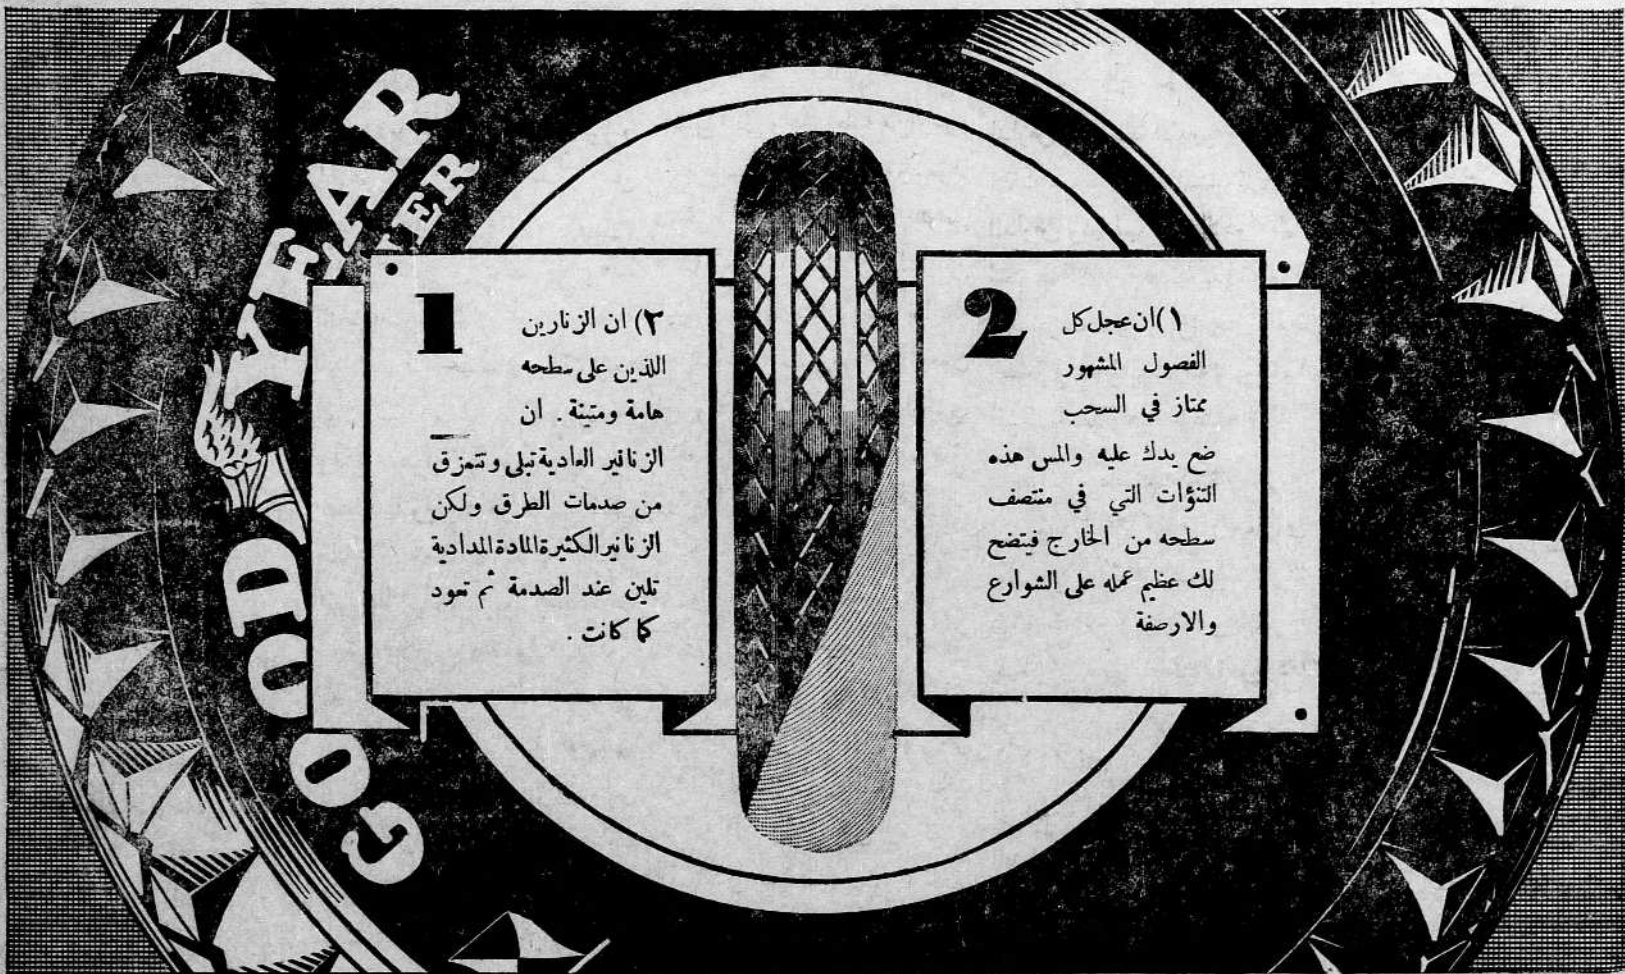 GOODYEAR
2
١) ان عجل كل
الفصول المشهور
ممتاز في السحب
ضع يدك عليه والمس هذه
التنؤات التي في منتصف
سطحه من الخارج فيتضح
لك عظيم عمله على الشوارع
والارصفة
1
٢) ان الزنارين
اللذين على سطحه
هامة ومتينة . ان
الزنانير العادية تبلى وتتمزق
من صدمات الطرق ولكن
الزنانير الكثيرة المادة المدادية
تلين عند الصدمة ثم تعود
كما كانت .